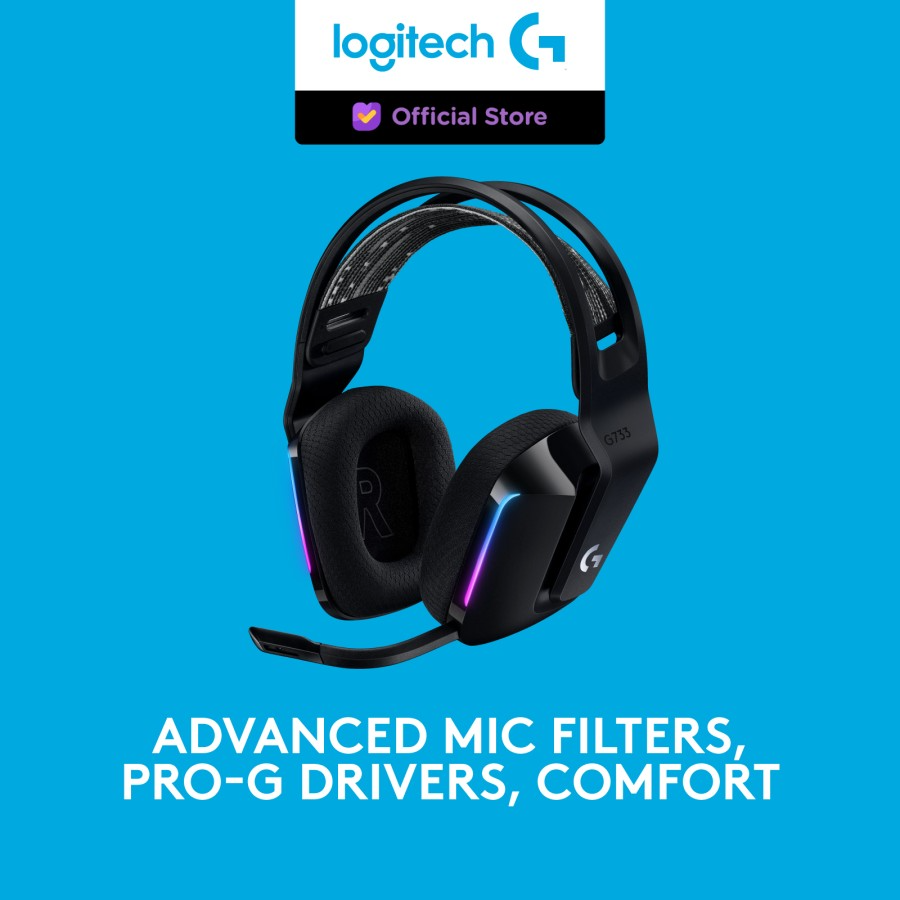 logitech G
Official Store
R
G733
G
ADVANCED MIC FILTERS,
PRO-G DRIVERS, COMFORT